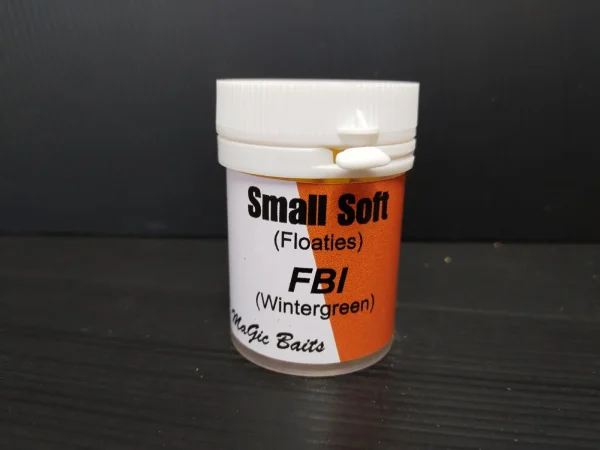 Small Soft
(Floaties)
FBI
(Wintergreen)
MaGic Baits